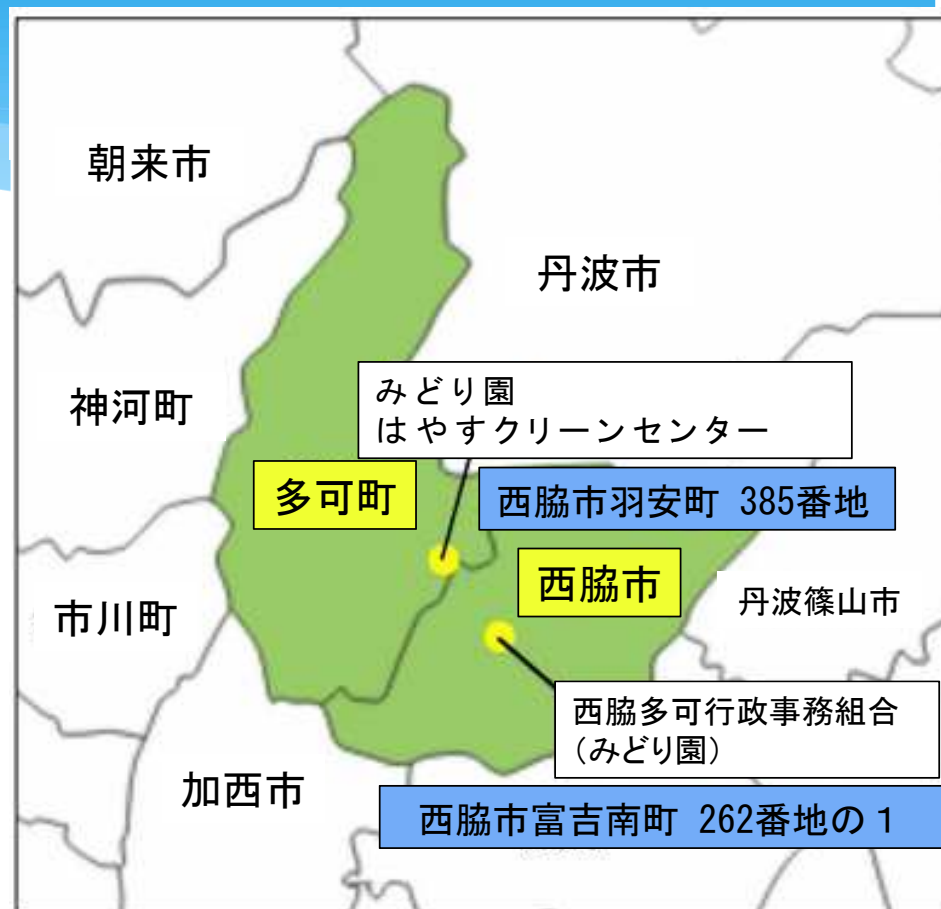 朝来市
丹波市
神河町
みどり園
はやすクリーンセンター
多可町
西脇市羽安町 385番地
西脇市
市川町
丹波篠山市
西脇多可行政事務組合
(みどり園)
加西市
西脇市富吉南町 262番地の1